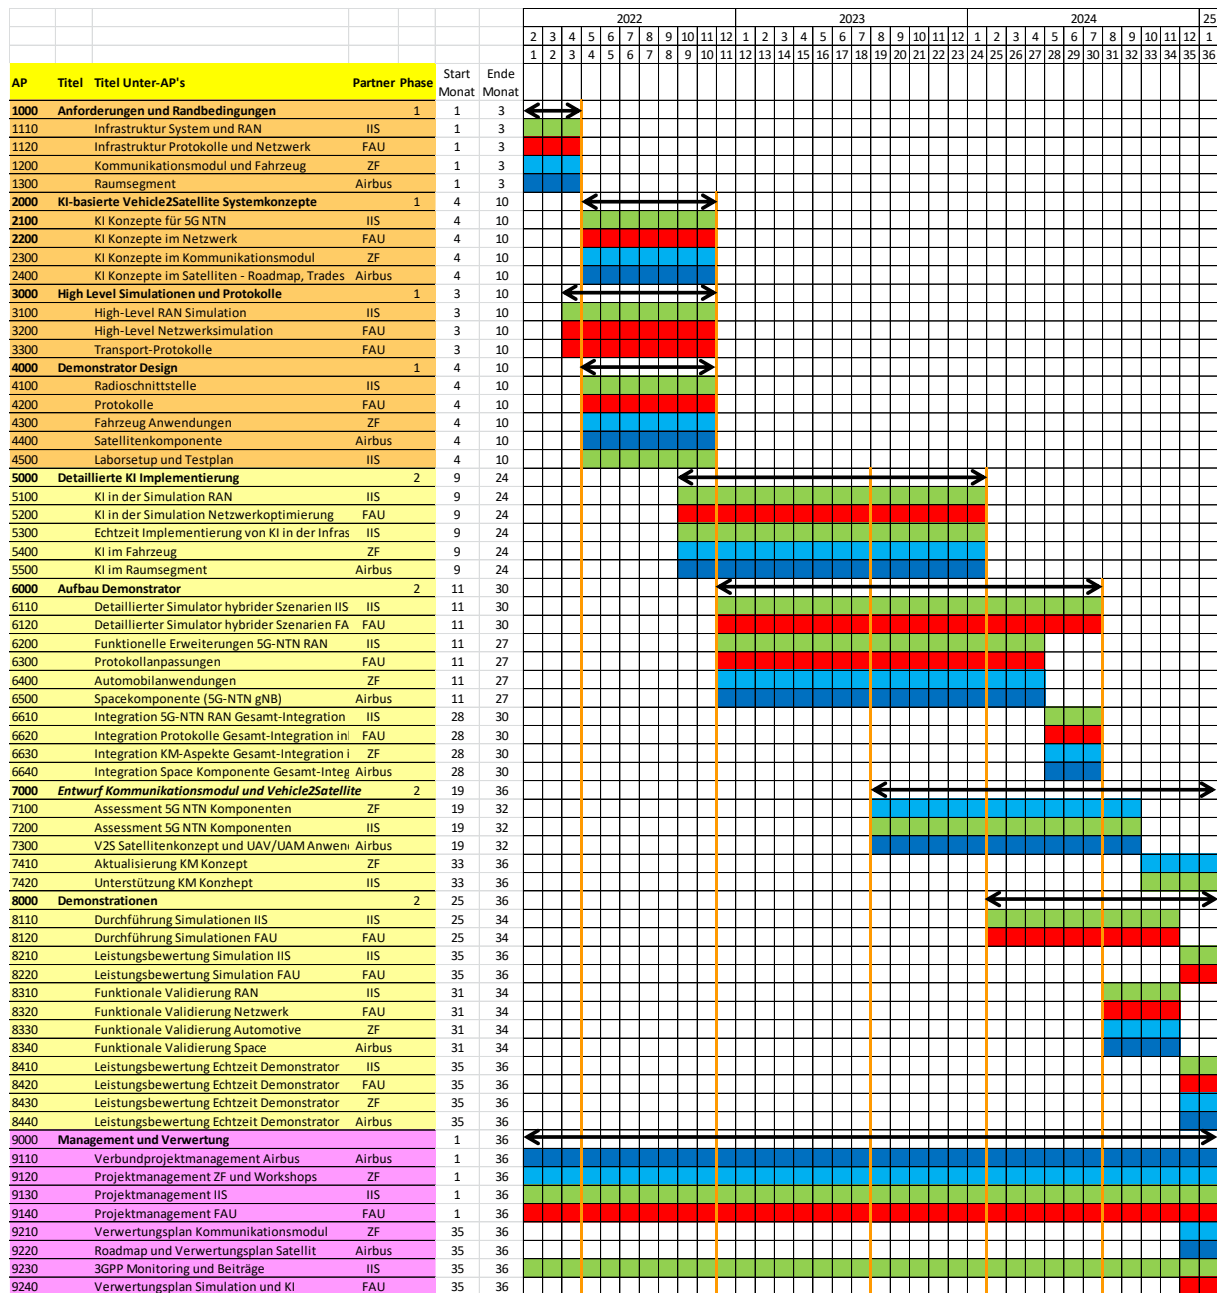 2022 2023 2024 25
2 3 4 5 6 7 8 9 10 11 12 1 2 3 4 5 6 7 8 9 10 11 12 1 2 3 4 5 6 7 8 9 10 11 12 1
1 2 3 4 5 6 7 8 9 10 11 12 13 14 15 16 17 18 19 20 21 22 23 24 25 26 27 28 29 30 31 32 33 34 35 36
AP Titel Titel Unter-AP's Partner Phase Start Monat Ende Monat
1000 Anforderungen und Randbedingungen 1 1 3
1110 Infrastruktur System und RAN IIS 1 3
1120 Infrastruktur Protokolle und Netzwerk FAU 1 3
1200 Kommunikationsmodul und Fahrzeug ZF 1 3
1300 Raumsegment Airbus 1 3
2000 KI-basierte Vehicle2Satellite Systemkonzepte 1 4 10
2100 KI Konzepte für 5G NTN IIS 4 10
2200 KI Konzepte im Netzwerk FAU 4 10
2300 KI Konzepte im Kommunikationsmodul ZF 4 10
2400 KI Konzepte im Satelliten - Roadmap, Trades Airbus 4 10
3000 High Level Simulationen und Protokolle 1 3 10
3100 High-Level RAN Simulation IIS 3 10
3200 High-Level Netzwerksimulation FAU 3 10
3300 Transport-Protokolle FAU 3 10
4000 Demonstrator Design 1 4 10
4100 Radioschnittstelle IIS 4 10
4200 Protokolle FAU 4 10
4300 Fahrzeug Anwendungen ZF 4 10
4400 Satellitenkomponente Airbus 4 10
4500 Laborsetup und Testplan IIS 4 10
5000 Detaillierte KI Implementierung 2 9 24
5100 KI in der Simulation RAN IIS 9 24
5200 KI in der Simulation Netzwerkoptimierung FAU 9 24
5300 Echtzeit Implementierung von KI in der Infras IIS 9 24
5400 KI im Fahrzeug ZF 9 24
5500 KI im Raumsegment Airbus 9 24
6000 Aufbau Demonstrator 2 11 30
6110 Detaillierter Simulator hybrider Szenarien IIS IIS 11 30
6120 Detaillierter Simulator hybrider Szenarien FA FAU 11 30
6200 Funktionelle Erweiterungen 5G-NTN RAN IIS 11 27
6300 Protokollanpassungen FAU 11 27
6400 Automobilanwendungen ZF 11 27
6500 Spacekomponente (5G-NTN gNB) Airbus 11 27
6610 Integration 5G-NTN RAN Gesamt-Integration IIS 28 30
6620 Integration Protokolle Gesamt-Integration in FAU 28 30
6630 Integration KM-Aspekte Gesamt-Integration i ZF 28 30
6640 Integration Space Komponente Gesamt-Integ Airbus 28 30
7000 Entwurf Kommunikationsmodul und Vehicle2Satellite 2 19 36
7100 Assessment 5G NTN Komponenten ZF 19 32
7200 Assessment 5G NTN Komponenten IIS 19 32
7300 V2S Satellitenkonzept und UAV/UAM Anwen Airbus 19 32
7410 Aktualisierung KM Konzept ZF 33 36
7420 Unterstützung KM Konzhept IIS 33 36
8000 Demonstrationen 2 25 36
8110 Durchführung Simulationen IIS IIS 25 34
8120 Durchführung Simulationen FAU FAU 25 34
8210 Leistungsbewertung Simulation IIS IIS 35 36
8220 Leistungsbewertung Simulation FAU FAU 35 36
8310 Funktionale Validierung RAN IIS 31 34
8320 Funktionale Validierung Netzwerk FAU 31 34
8330 Funktionale Validierung Automotive ZF 31 34
8340 Funktionale Validierung Space Airbus 31 34
8410 Leistungsbewertung Echtzeit Demonstrator IIS 35 36
8420 Leistungsbewertung Echtzeit Demonstrator FAU 35 36
8430 Leistungsbewertung Echtzeit Demonstrator ZF 35 36
8440 Leistungsbewertung Echtzeit Demonstrator Airbus 35 36
9000 Management und Verwertung 1 36
9110 Verbundprojektmanagement Airbus Airbus 1 36
9120 Projektmanagement ZF und Workshops ZF 1 36
9130 Projektmanagement IIS IIS 1 36
9140 Projektmanagement FAU FAU 1 36
9210 Verwertungsplan Kommunikationsmodul ZF 35 36
9220 Roadmap und Verwertungsplan Satellit Airbus 35 36
9230 3GPP Monitoring und Beiträge IIS 35 36
9240 Verwertungsplan Simulation und KI FAU 35 36